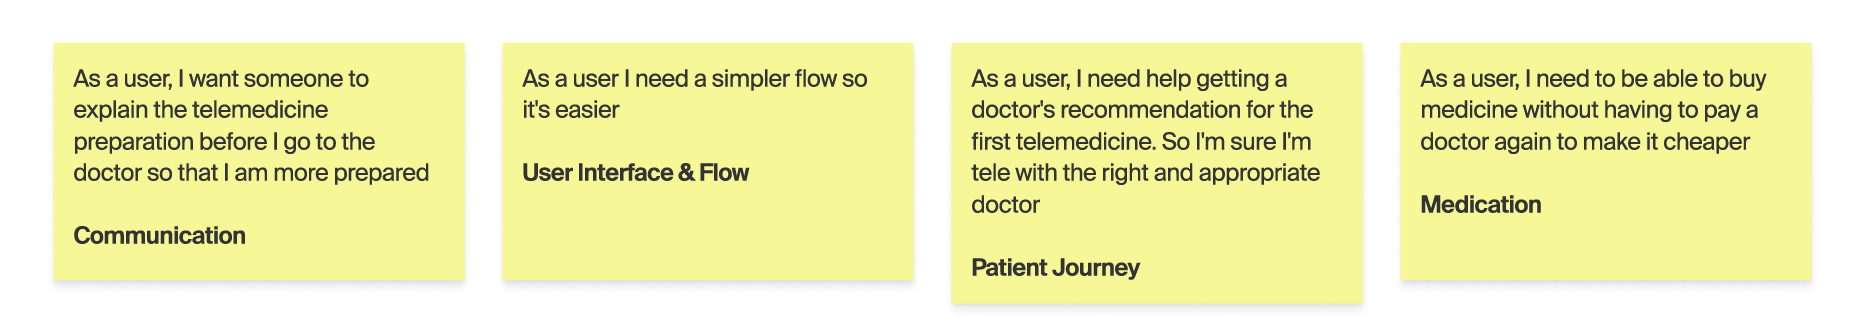 As a user, I want someone to
explain the telemedicine
preparation before I go to the
doctor so that I am more prepared
Communication
As a user I need a simpler flow so
it's easier
User Interface & Flow
As a user, I need help getting a
doctor's recommendation for the
first telemedicine. So I'm sure I'm
tele with the right and appropriate
doctor
Patient Journey
As a user, I need to be able to buy
medicine without having to pay a
doctor again to make it cheaper
Medication